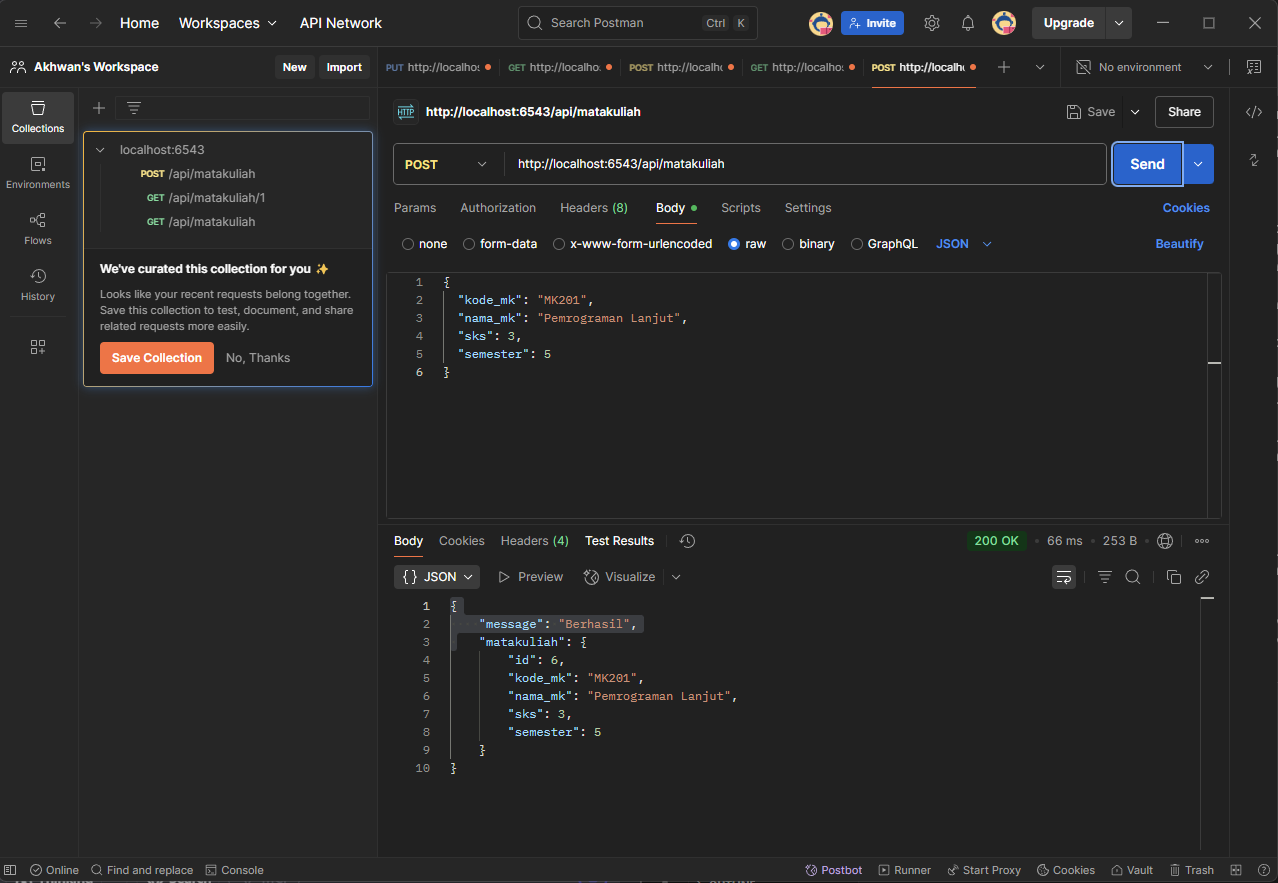 Home Workspaces API Network Search Postman Ctrl K Invite Upgrade
Akhwan's Workspace New Import PUT http://localhos GET http://localhos POST http://localho GET http://localhos POST http://localho No environment
Collections
Environments
Flows
History
localhost:6543
POST /api/matakuliah
GET /api/matakuliah/1
GET /api/matakuliah
We've curated this collection for you ✨
Looks like your recent requests belong together.
Save this collection to test, document, and share
related requests more easily.
Save Collection No, Thanks
HTTP http://localhost:6543/api/matakuliah Save Share
POST http://localhost:6543/api/matakuliah Send
Params Authorization Headers (8) Body Scripts Settings Cookies
none form-data x-www-form-urlencoded raw binary GraphQL JSON Beautify
1 {
2 "kode_mk": "MK201",
3 "nama_mk": "Pemrograman Lanjut",
4 "sks": 3,
5 "semester": 5
6 }
Body Cookies Headers (4) Test Results 200 OK 66 ms 253 B
{} JSON Preview Visualize
1 {
2 "message": "Berhasil",
3 "matakuliah": {
4 "id": 6,
5 "kode_mk": "MK201",
6 "nama_mk": "Pemrograman Lanjut",
7 "sks": 3,
8 "semester": 5
9 }
10 }
Online Find and replace Console Postbot Runner Start Proxy Cookies Vault Trash